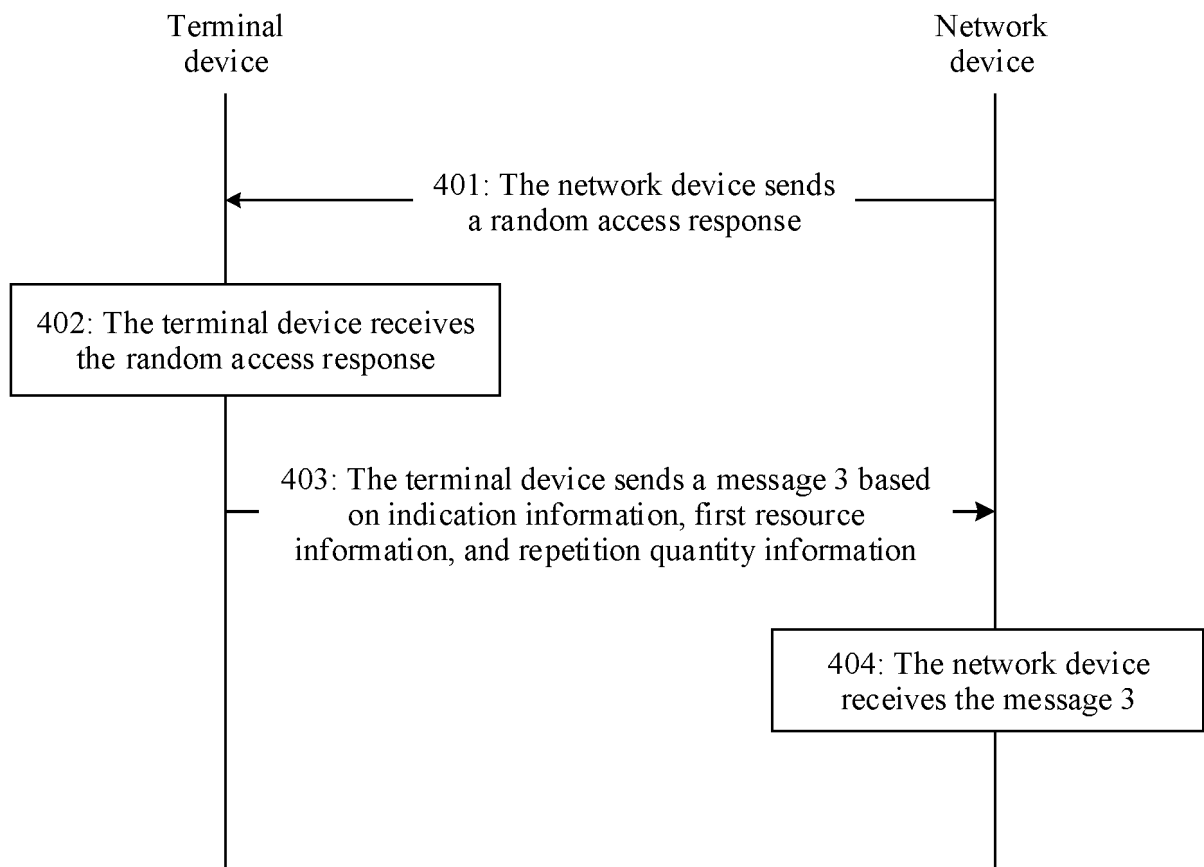 Terminal
device
Network
device
401: The network device sends
a random access response
402: The terminal device receives
the random access response
403: The terminal device sends a message 3 based
on indication information, first resource
information, and repetition quantity information
404: The network device
receives the message 3